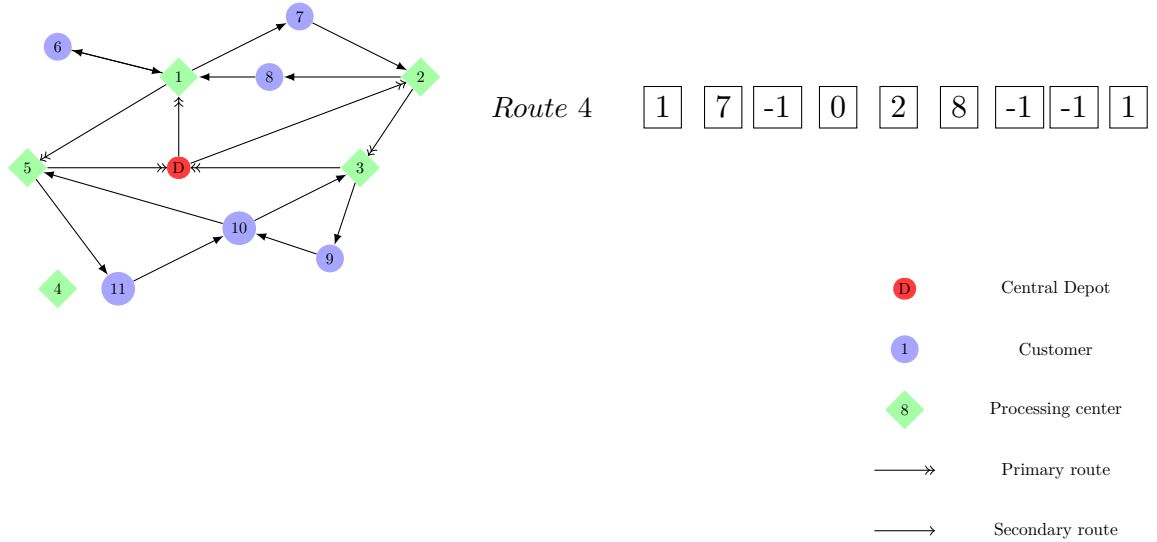 7
6
1
8
2
Route 4 1 7 -1 0 2 8 -1 -1 1
5
D
3
10
9
4
11
D Central Depot
1 Customer
8 Processing center
Primary route
Secondary route